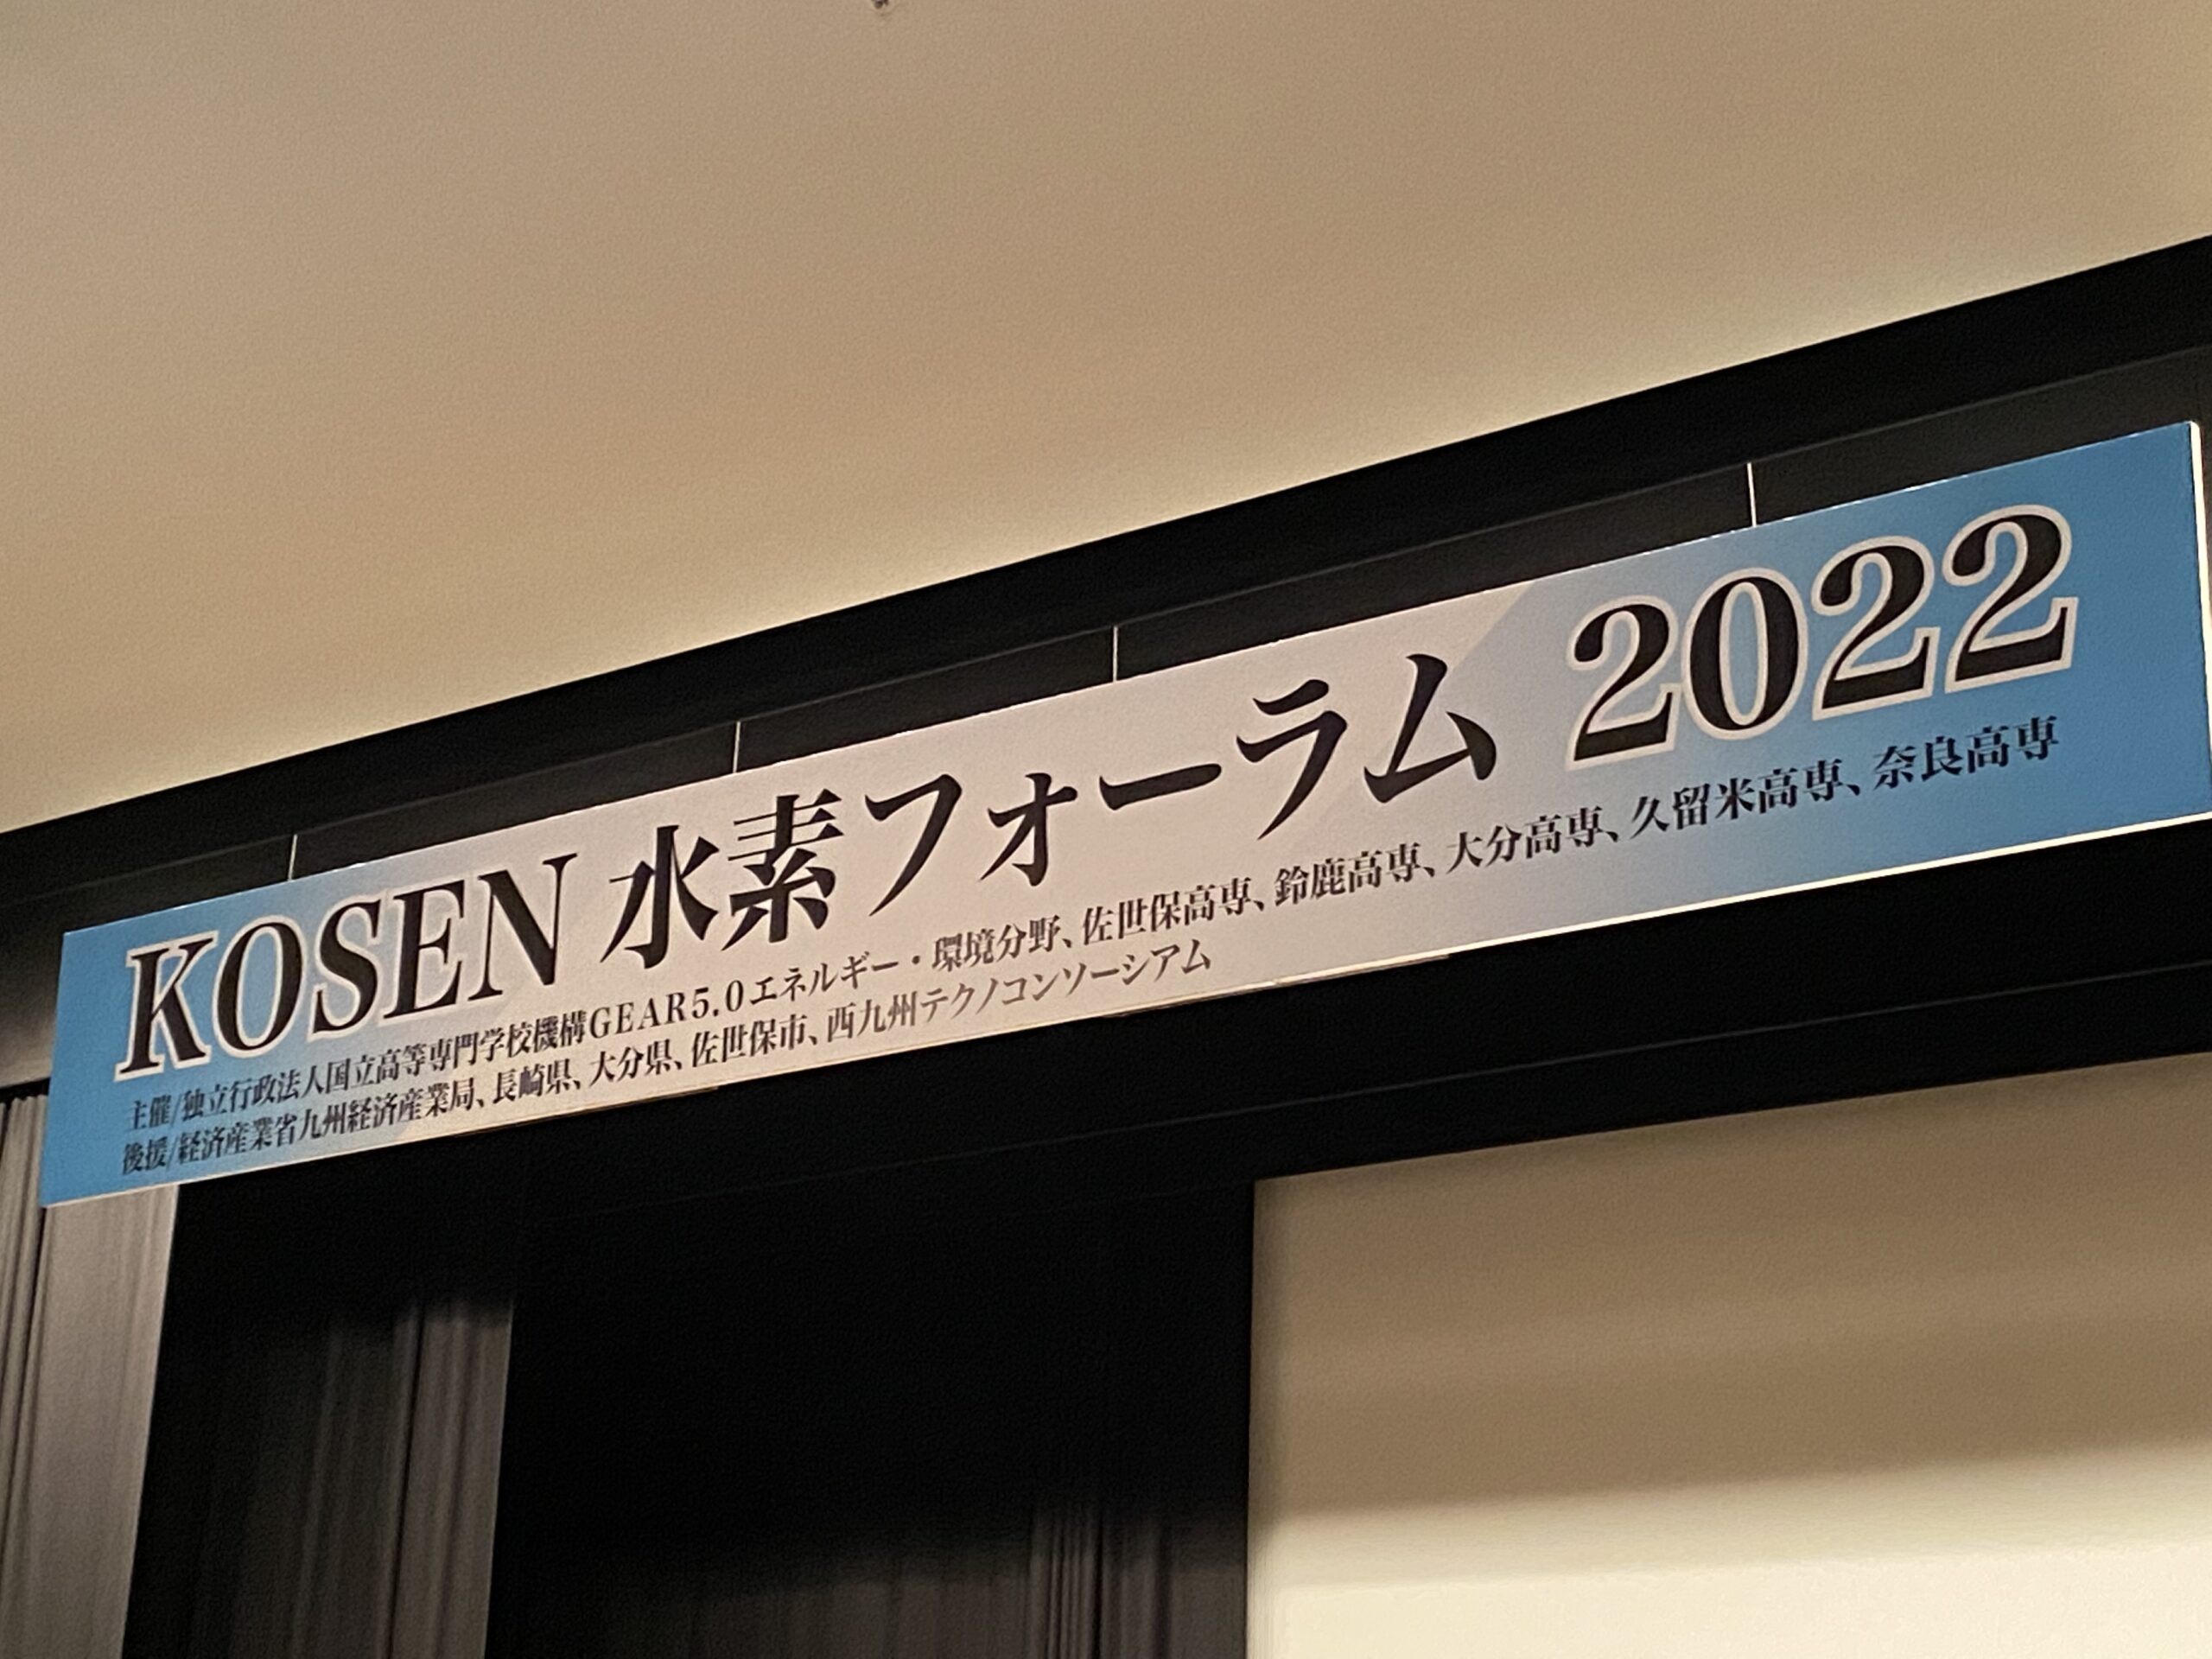 KOSEN 水素フォーラム 2022
主催/独立行政法人国立高等専門学校機構GEAR5.0エネルギー・環境分野、佐世保高専、鈴鹿高専、大分高専、久留米高専、奈良高専
後援/経済産業省九州経済産業局、長崎県、大分県、佐世保市、西九州テクノコンソーシアム